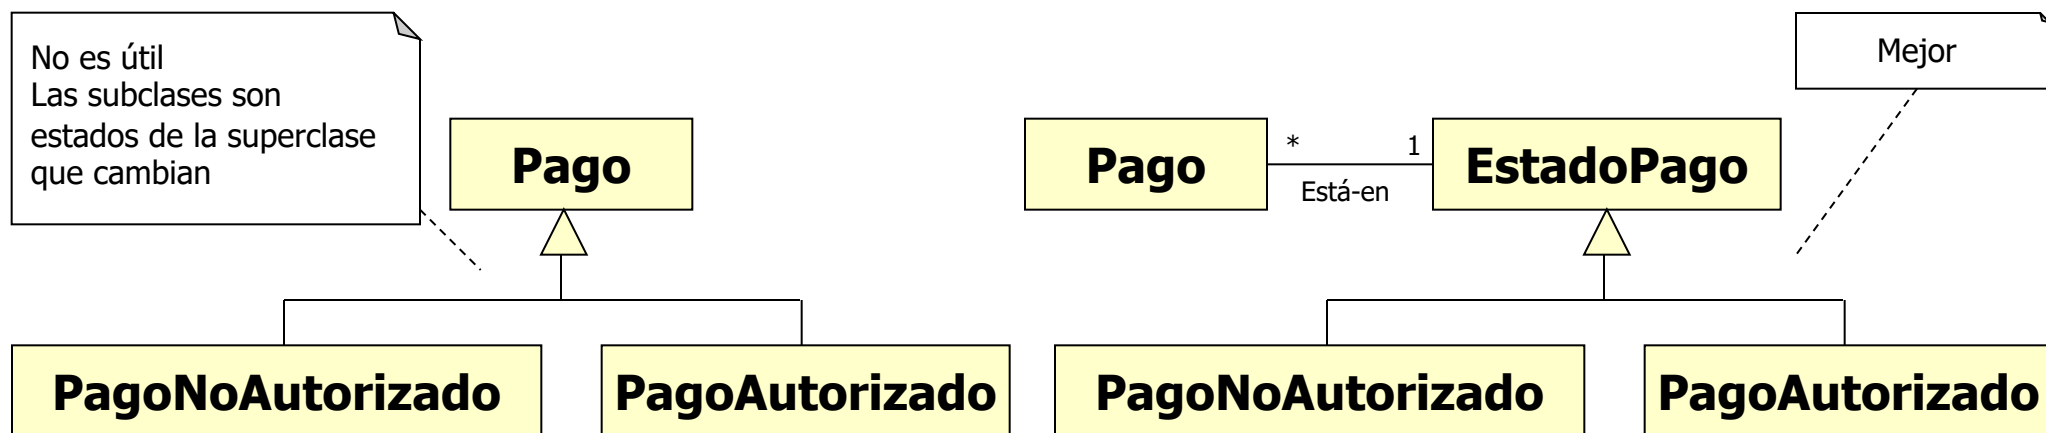 No es útil
Las subclases son
estados de la superclase
que cambian
Pago
PagoNoAutorizado
PagoAutorizado
Mejor
Pago
* 1
Está-en
EstadoPago
PagoNoAutorizado
PagoAutorizado